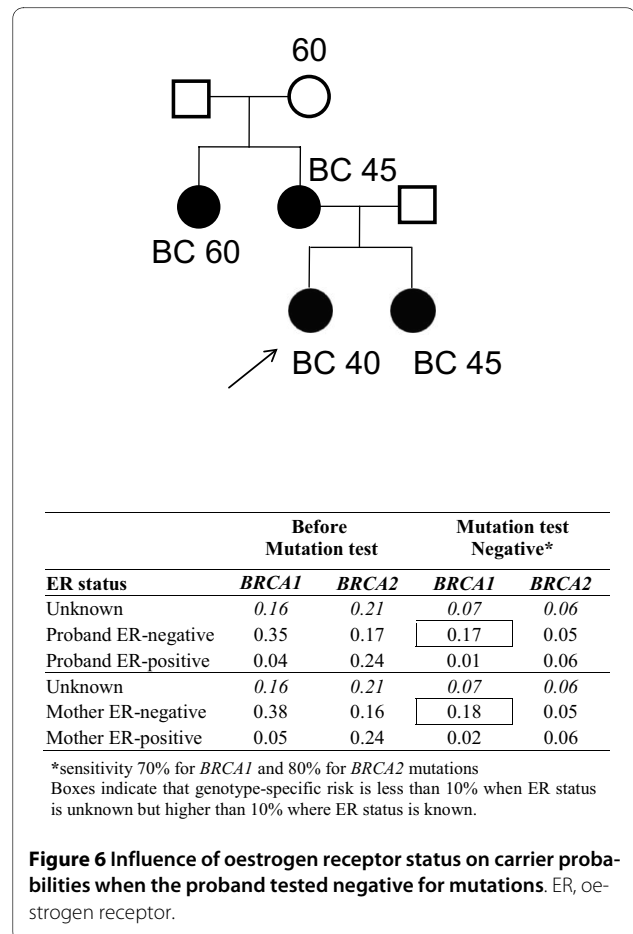 60
BC 45
BC 60
BC 40 BC 45
Before Mutation test
Mutation test Negative*
ER status BRCA1 BRCA2 BRCA1 BRCA2
Unknown 0.16 0.21 0.07 0.06
Proband ER-negative 0.35 0.17 0.17 0.05
Proband ER-positive 0.04 0.24 0.01 0.06
Unknown 0.16 0.21 0.07 0.06
Mother ER-negative 0.38 0.16 0.18 0.05
Mother ER-positive 0.05 0.24 0.02 0.06
*sensitivity 70% for BRCA1 and 80% for BRCA2 mutations
Boxes indicate that genotype-specific risk is less than 10% when ER status
is unknown but higher than 10% where ER status is known.
Figure 6 Influence of oestrogen receptor status on carrier proba-
bilities when the proband tested negative for mutations. ER, oe-
strogen receptor.